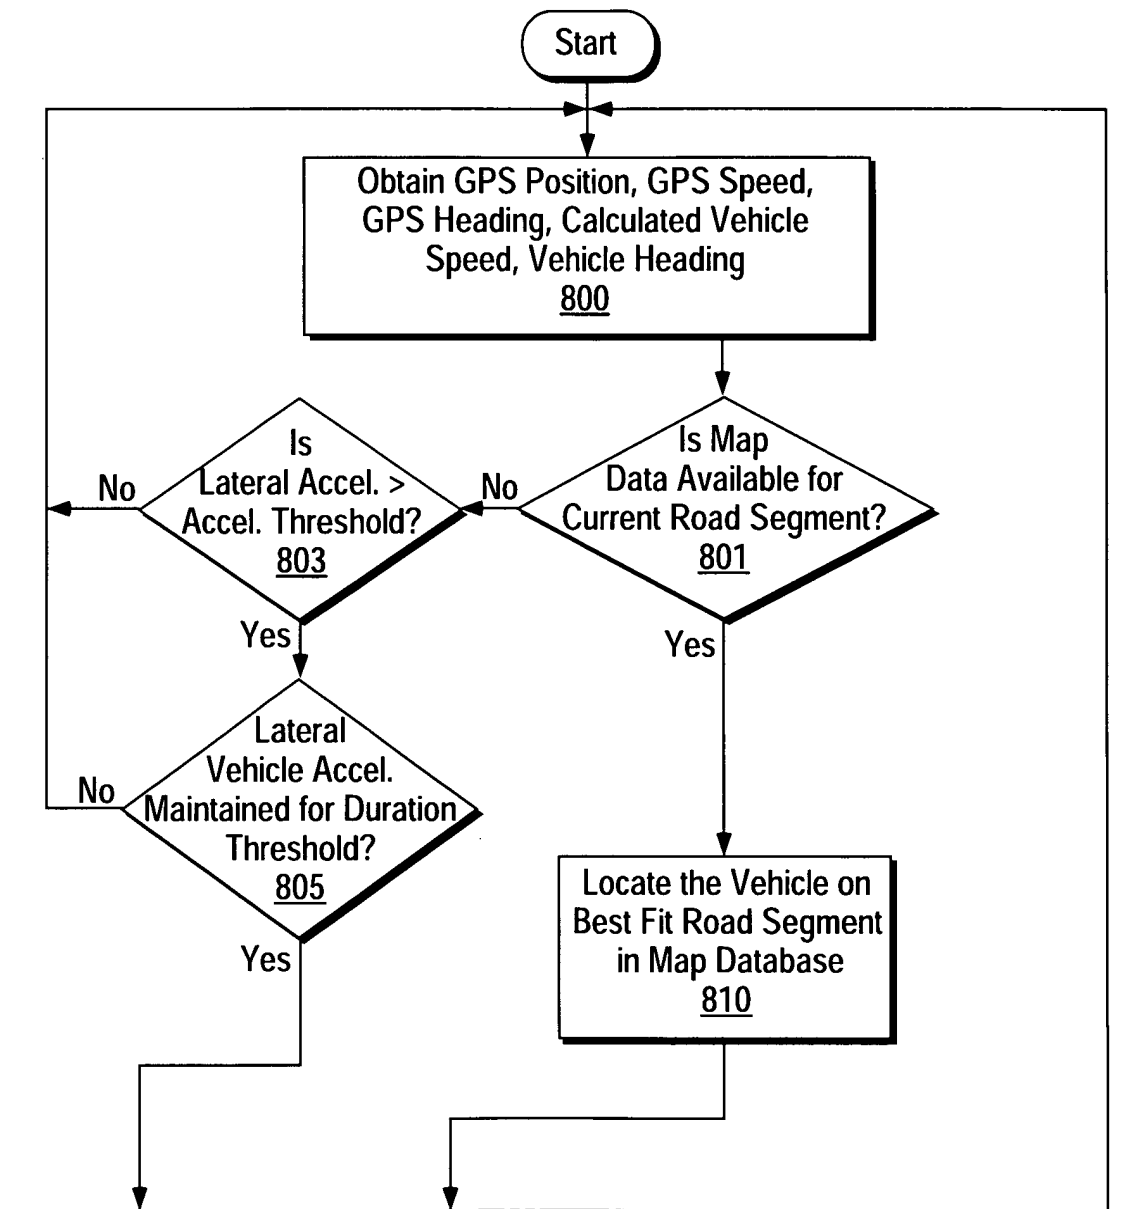 Start
Obtain GPS Position, GPS Speed,
GPS Heading, Calculated Vehicle
Speed, Vehicle Heading
800
Is Map
Data Available for
Current Road Segment?
801
No
Yes
Is
Lateral Accel. >
Accel. Threshold?
803
No
Yes
Lateral
Vehicle Accel.
Maintained for Duration
Threshold?
805
No
Yes
Locate the Vehicle on
Best Fit Road Segment
in Map Database
810